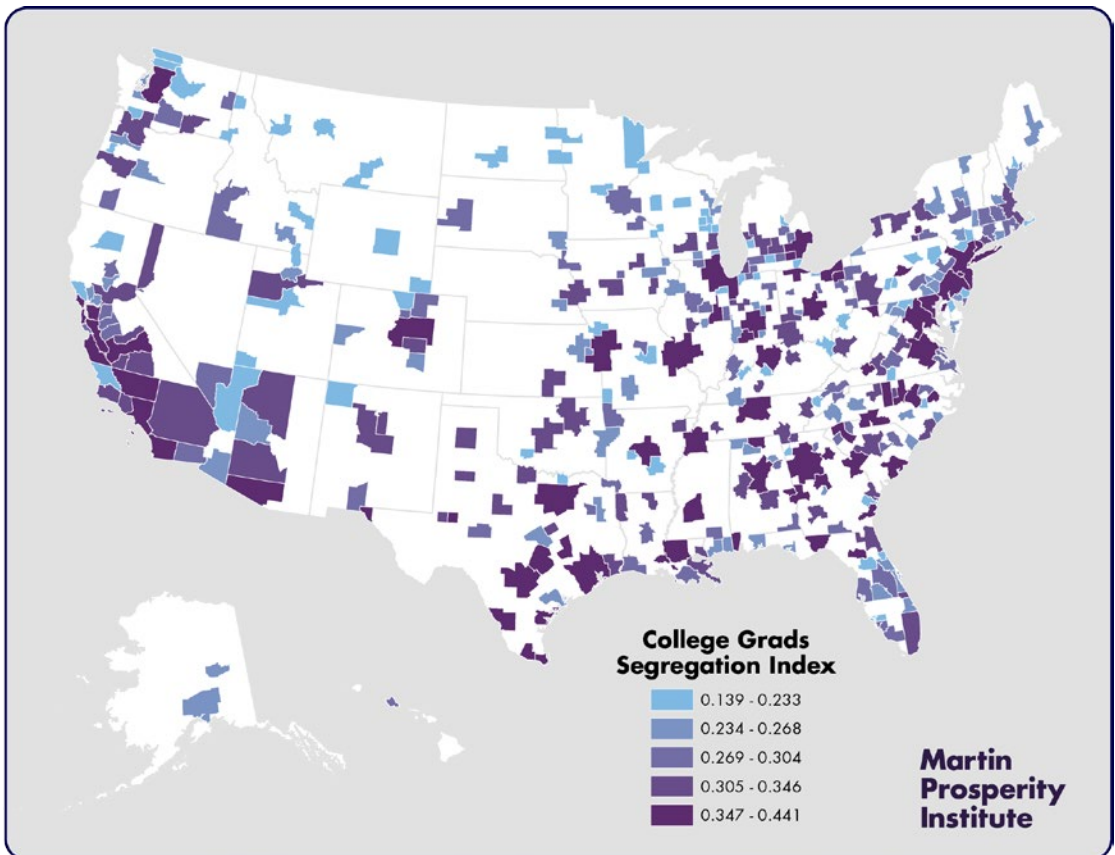 College Grads
Segregation Index
0.139 - 0.233
0.234 - 0.268
0.269 - 0.304
0.305 - 0.346
0.347 - 0.441
Martin
Prosperity
Institute